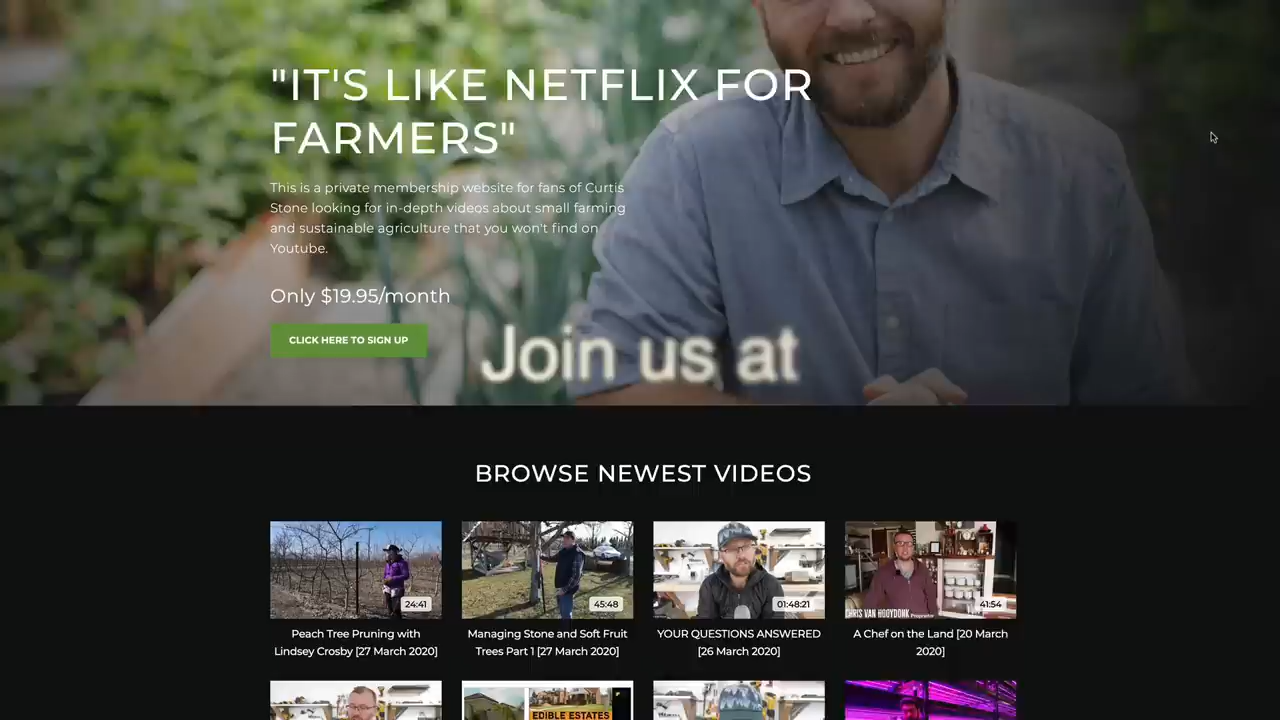 "IT'S LIKE NETFLIX FOR
FARMERS"
This is a private membership website for fans of Curtis
Stone looking for in-depth videos about small farming
and sustainable agriculture that you won't find on
Youtube.
Only $19.95/month
CLICK HERE TO SIGN UP
Join us at
BROWSE NEWEST VIDEOS
24:41
45:48
01:48:21
CHRIS VAN HOOYDONK Proprietor
41:54
Peach Tree Pruning with
Lindsey Crosby [27 March 2020]
Managing Stone and Soft Fruit
Trees Part 1 [27 March 2020]
YOUR QUESTIONS ANSWERED
[26 March 2020]
A Chef on the Land [20 March
2020]
EDIBLE ESTATES